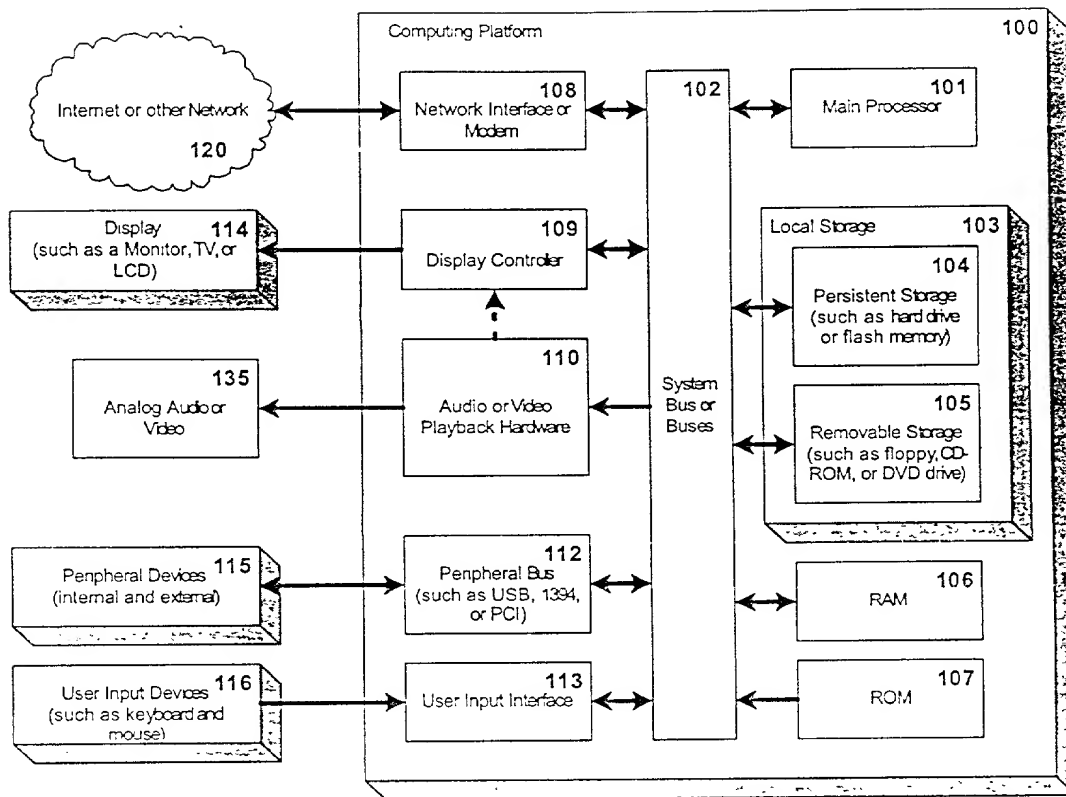 Computing Platform
100
Internet or other Network
120
108
Network Interface or
Modem
102
System
Bus or
Buses
101
Main Processor
114
Display
(such as a Monitor, TV, or
LCD)
109
Display Controller
Local Storage
103
104
Persistent Storage
(such as hard drive
or flash memory)
135
Analog Audio or
Video
110
Audio or Video
Playback Hardware
105
Removable Storage
(such as floppy, CD-
ROM, or DVD drive)
115
Peripheral Devices
(internal and external)
112
Peripheral Bus
(such as USB, 1394,
or PCI)
106
RAM
116
User Input Devices
(such as keyboard and
mouse)
113
User Input Interface
107
ROM